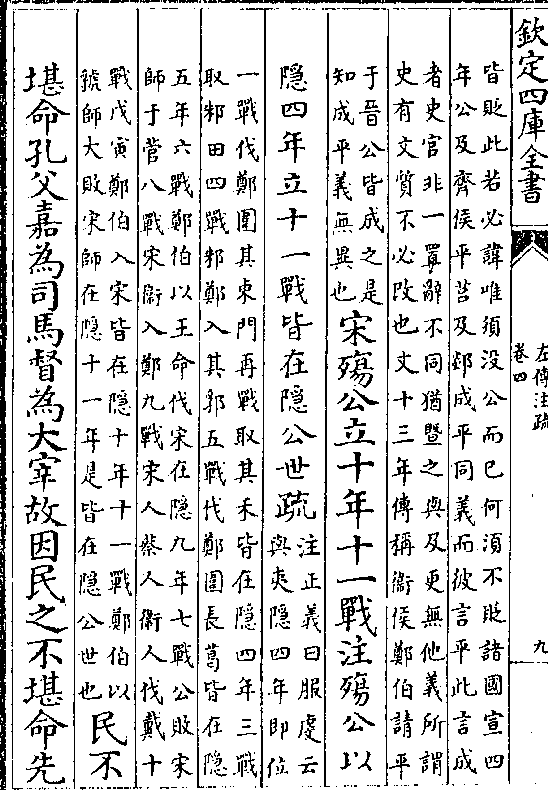 欽定四庫全書
左傳注疏
卷四
九
皆貶此若必諱唯須没公而已何須不貶諸國宣四
年公及齊侯平莒及郯成平同義而彼言平此言成
者史官非一置辭不同猶暨之與及更無他義所謂
史有文質不必改也文十三年傳稱衞侯鄭伯請平
于晉公皆成之是
知成平義無異也
宋殤公立十年十一戰注殤公以
隱四年立十一戰皆在隱公世疏
注正義曰服虔云
與夷隱四年即位
一戰伐鄭圍其東門再戰取其禾皆在隱四年三戰
取邾田四戰邾鄭入其郛五戰伐鄭圍長葛皆在隱
五年六戰鄭伯以王命伐宋在隱九年七戰公敗宋
師于菅八戰宋衞入鄭九戰宋人蔡人衞人伐戴十
戰戊寅鄭伯入宋皆在隱十年十一戰鄭伯以
虢師大敗宋師在隱十一年是皆在隱公世也
民不
堪命孔父嘉為司馬督為大宰故因民之不堪命先